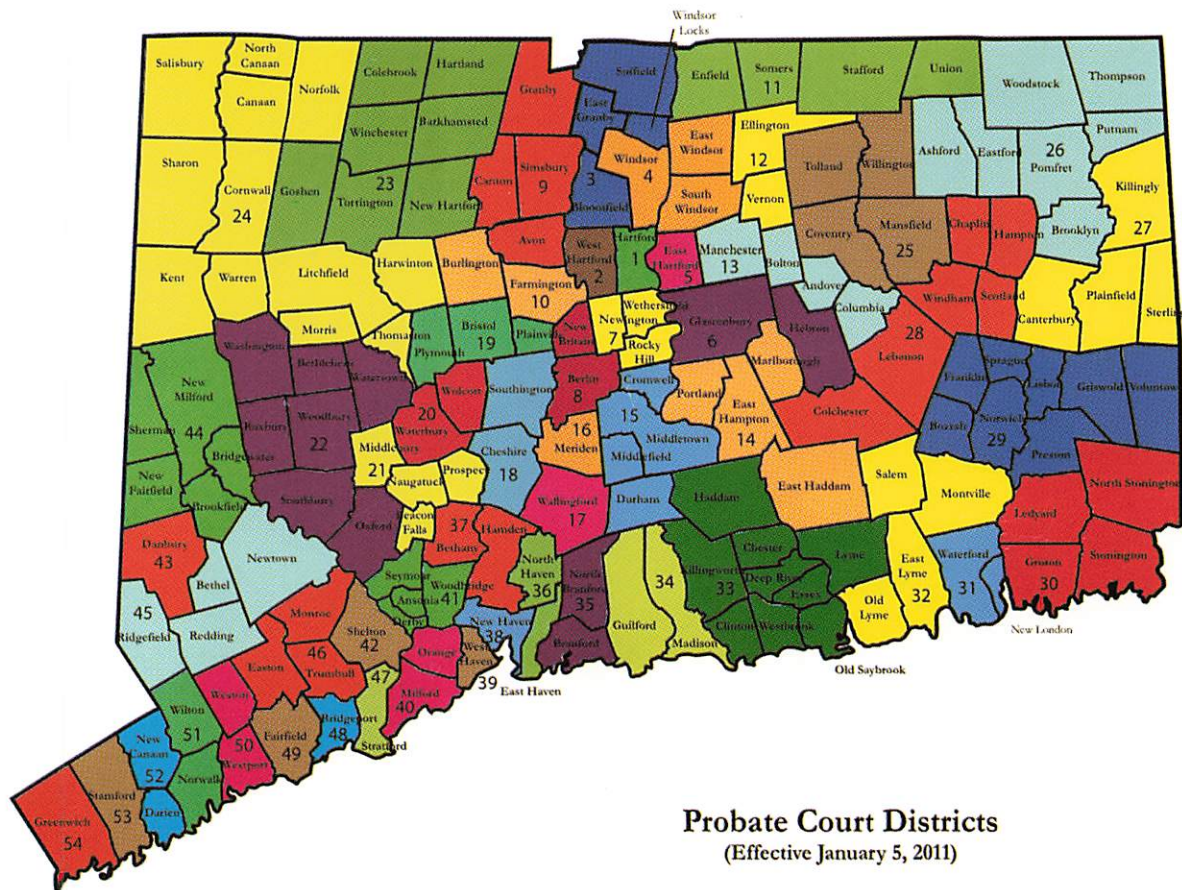 Windsor
Locks
Salisbury
North
Canaan
Canaan
Norfolk
Colebrook
Hartland
Granby
Suffield
East
Granby
Enfield
Somers
11
Stafford
Union
Woodstock
Thompson
Winchester
Barkhamsted
Putnam
Sharon
Cornwall
24
Goshen
23
Torrington
New Hartford
Canton
Simsbury
9
3
Bloomfield
Windsor
4
East
Windsor
South
Windsor
Ellington
12
Vernon
Tolland
Willington
Ashford
Eastford
26
Pomfret
Killingly
27
Kent
Warren
Litchfield
Harwinton
Burlington
Avon
Farmington
10
West
Hartford
2
Hartford
1
East
Hartford
5
Manchester
13
Bolton
Coventry
Mansfield
25
Chaplin
Hampton
Brooklyn
Andover
Columbia
Windham
Scotland
Canterbury
Plainfield
Sterling
Morris
Thomaston
Plymouth
Bristol
19
Plainville
New
Britain
Newington
7
Wethersfield
Rocky
Hill
Glastonbury
6
Hebron
Marlborough
28
Lebanon
Franklin
Sprague
Lisbon
Griswold
Voluntown
Washington
Bethlehem
Watertown
New
Milford
44
Sherman
Roxbury
Woodbury
22
20
Wolcott
Waterbury
Southington
Berlin
8
Cromwell
15
Portland
East
Hampton
14
Colchester
Bozrah
Norwich
29
Preston
Bridgewater
Middlebury
21
Naugatuck
Prospect
Cheshire
18
16
Meriden
Middletown
Middlefield
East Haddam
Salem
Montville
North Stonington
New
Fairfield
Brookfield
Southbury
Oxford
Beacon
Falls
37
Bethany
Hamden
Wallingford
17
Durham
Haddam
Ledyard
Danbury
43
Bethel
Newtown
Seymour
Woodbridge
41
Ansonia
Derby
North
Haven
36
North
Branford
35
34
Killingworth
33
Chester
Deep River
Essex
Lyme
East
Lyme
32
Waterford
31
Groton
30
Stonington
45
Ridgefield
Redding
Monroe
46
Shelton
42
New Haven
38
Orange
West
Haven
39
East Haven
Branford
Guilford
Madison
Clinton
Westbrook
Old
Lyme
New London
Old Saybrook
Easton
Trumbull
47
Milford
40
Weston
Wilton
51
Fairfield
49
Bridgeport
48
Stratford
New
Canaan
52
50
Westport
Norwalk
Darien
Stamford
53
Greenwich
54
Probate Court Districts
(Effective January 5, 2011)